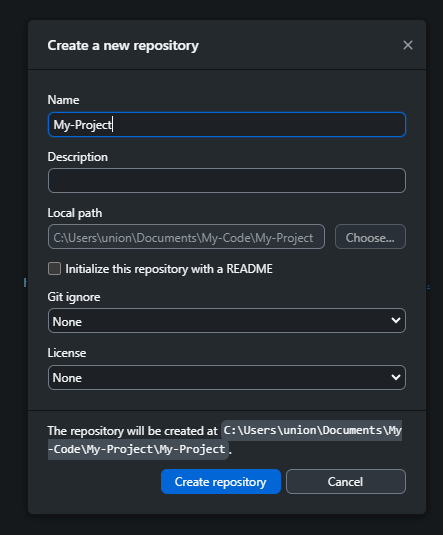 Create a new repository
Name
My-Project
Description
Local path
C:\Users\union\Documents\My-Code\My-Project
Choose...
Initialize this repository with a README
Git ignore
None
License
None
The repository will be created at C:\Users\union\Documents\My
-Code\My-Project\My-Project.
Create repository Cancel